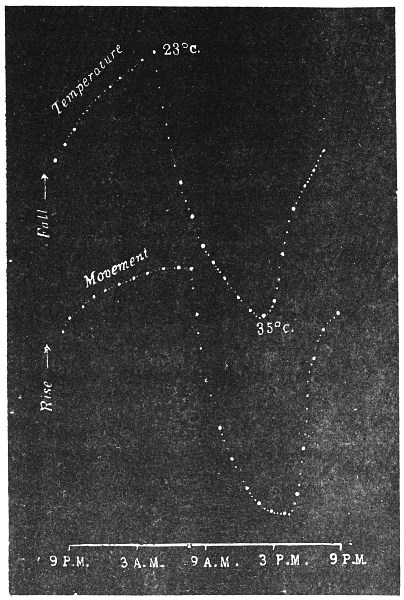 Temperature
23°C.
Fall
Movement
35°C.
Rise
9 P.M. 3 A.M. 9 A.M. 3 P.M. 9 P.M.